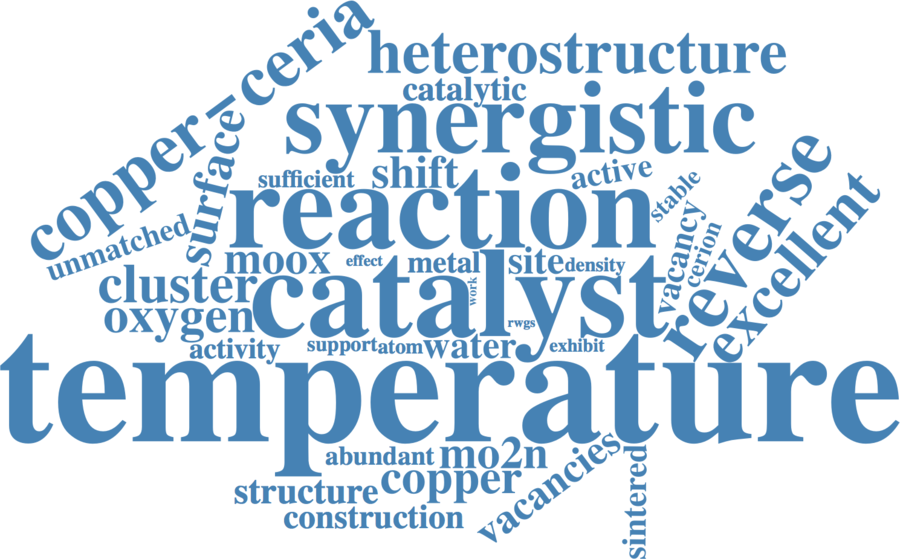 copper-ceria
heterostructure
catalytic
synergistic
surface
sufficient
shift
active
reaction
stable
reverse
unmatched
moox
effect
metal
site
density
vacancy
cerion
excellent
cluster
catalyst
work
oxygen
rwgs
activity
support
atom
water
exhibit
temperature
abundant
mo2n
vacancies
structure
copper
sintered
construction